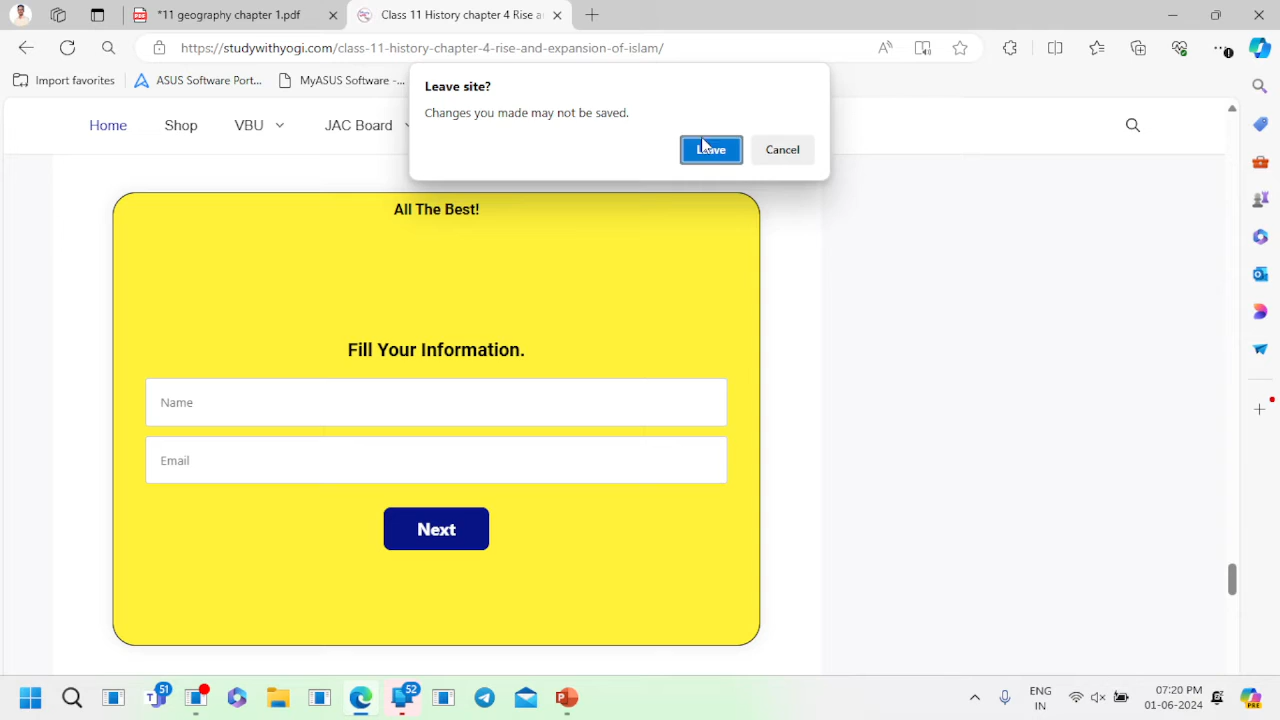 *11 geography chapter 1.pdf
Class 11 History Chapter 4 Rise a
https://studywithyogi.com/class-11-history-chapter-4-rise-and-expansion-of-islam/
Import favorites
ASUS Software Port...
MyASUS Software -...
Leave site?
Changes you made may not be saved.
Leave
Cancel
Home
Shop
VBU
JAC Board
All The Best!
Fill Your Information.
Name
Email
Next
51
52
ENG
IN
07:20 PM
01-06-2024
PRE